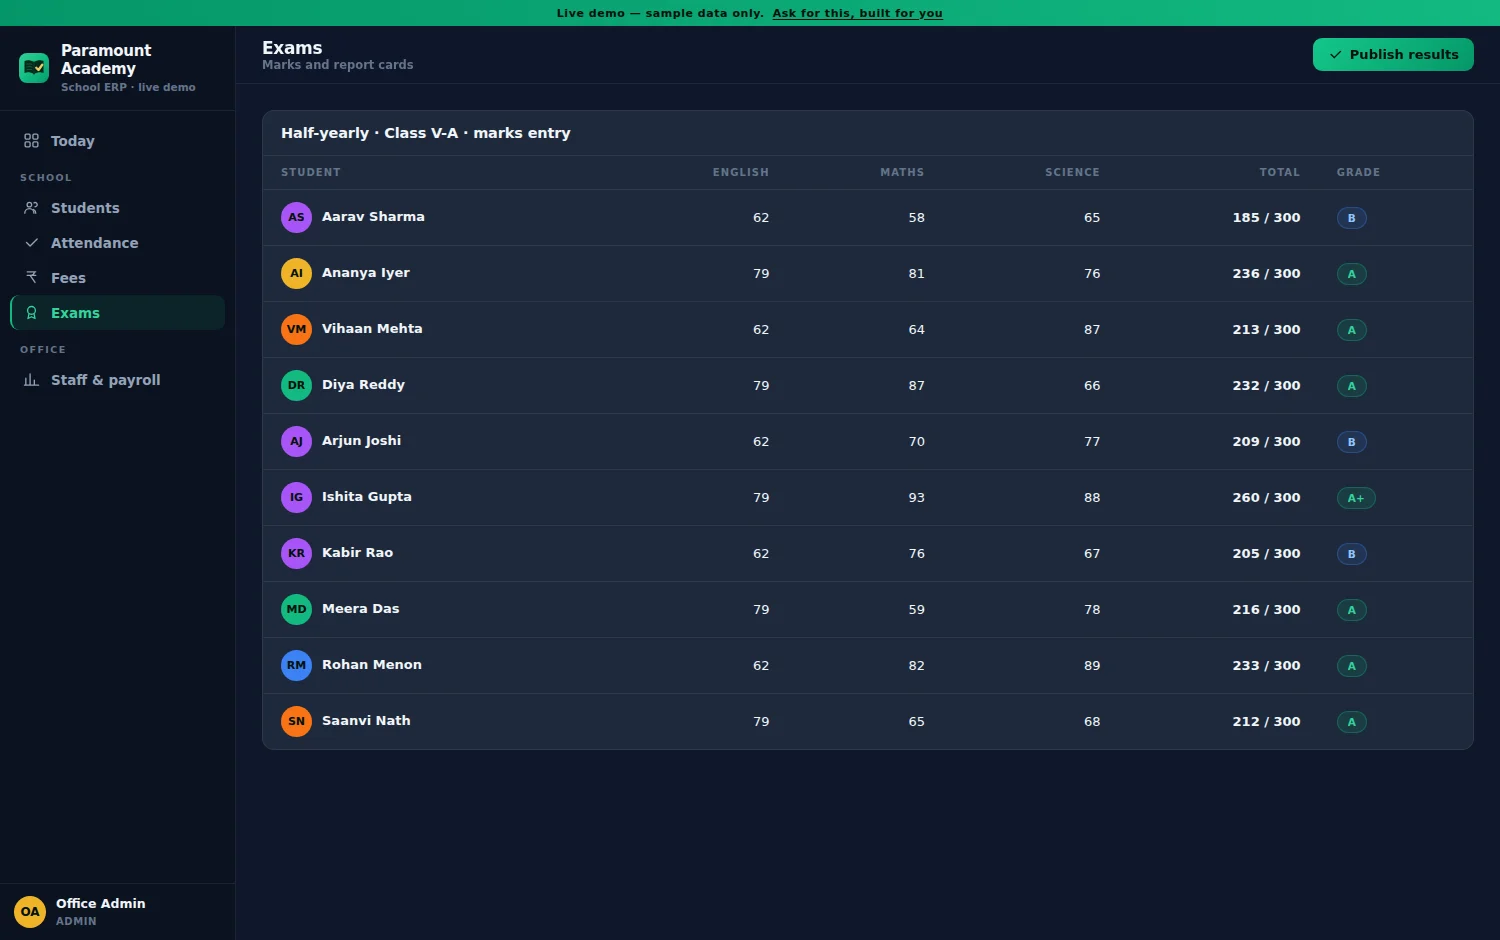 Live demo — sample data only. Ask for this, built for you
Paramount
Academy
School ERP · live demo
Today
SCHOOL
Students
Attendance
Fees
Exams
OFFICE
Staff & payroll
OA
Office Admin
ADMIN
Exams
Marks and report cards
Publish results
Half-yearly · Class V-A · marks entry
STUDENT ENGLISH MATHS SCIENCE TOTAL GRADE
AS Aarav Sharma 62 58 65 185 / 300 B
AI Ananya Iyer 79 81 76 236 / 300 A
VM Vihaan Mehta 62 64 87 213 / 300 A
DR Diya Reddy 79 87 66 232 / 300 A
AJ Arjun Joshi 62 70 77 209 / 300 B
IG Ishita Gupta 79 93 88 260 / 300 A+
KR Kabir Rao 62 76 67 205 / 300 B
MD Meera Das 79 59 78 216 / 300 A
RM Rohan Menon 62 82 89 233 / 300 A
SN Saanvi Nath 79 65 68 212 / 300 A